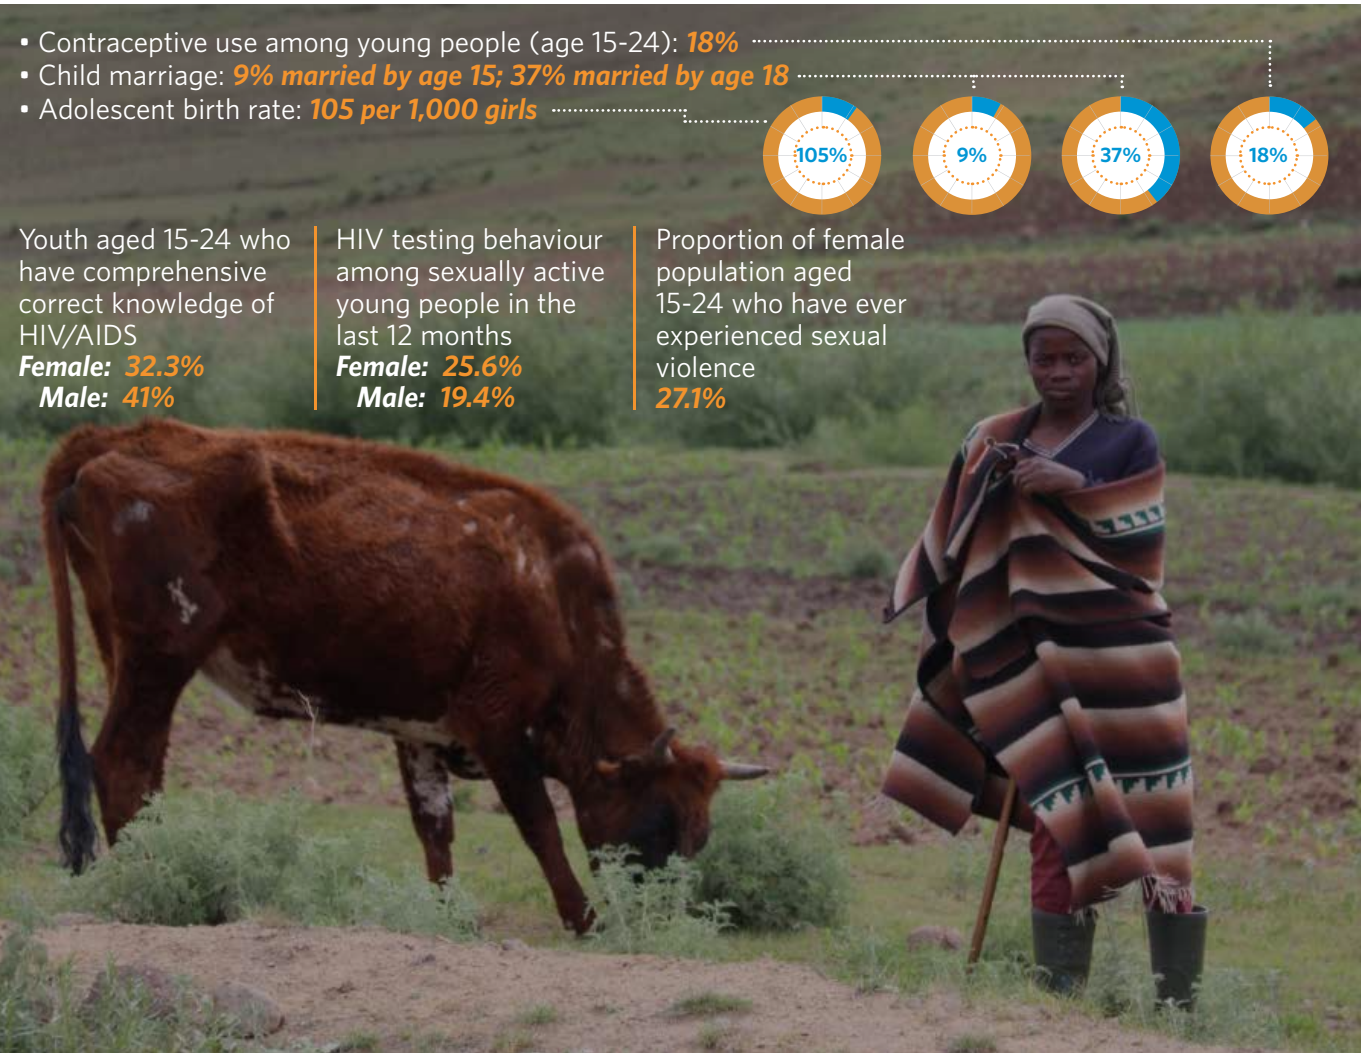 • Contraceptive use among young people (age 15-24): 18%
• Child marriage: 9% married by age 15; 37% married by age 18
• Adolescent birth rate: 105 per 1,000 girls
105%
9%
37%
18%
Youth aged 15-24 who
have comprehensive
correct knowledge of
HIV/AIDS
Female: 32.3%
Male: 41%
HIV testing behaviour
among sexually active
young people in the
last 12 months
Female: 25.6%
Male: 19.4%
Proportion of female
population aged
15-24 who have ever
experienced sexual
violence
27.1%